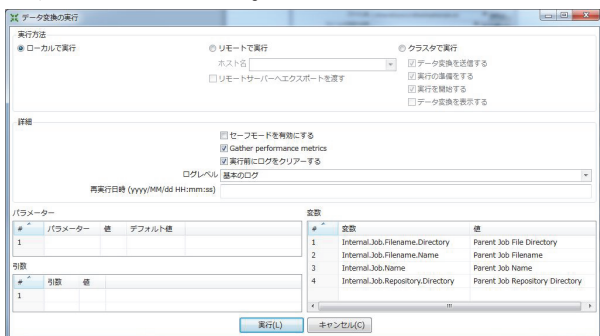 データ変換の実行
実行方法
ローカルで実行 リモートで実行 クラスタで実行
ホスト名 データ変換を送信する
リモートサーバーへエクスポートを渡す 実行の準備をする
実行を開始する
データ変換を表示する
詳細
セーフモードを有効にする
Gather performance metrics
実行前にログをクリアーする
ログレベル 基本のログ
再実行日時 (yyyy/MM/dd HH:mm:ss)
パラメーター
# パラメーター 値 デフォルト値
1
引数
# 引数 値
1
変数
# 変数 値
1 Internal.Job.Filename.Directory Parent Job File Directory
2 Internal.Job.Filename.Name Parent Job Filename
3 Internal.Job.Name Parent Job Name
4 Internal.Job.Repository.Directory Parent Job Repository Directory
実行(L) キャンセル(C)